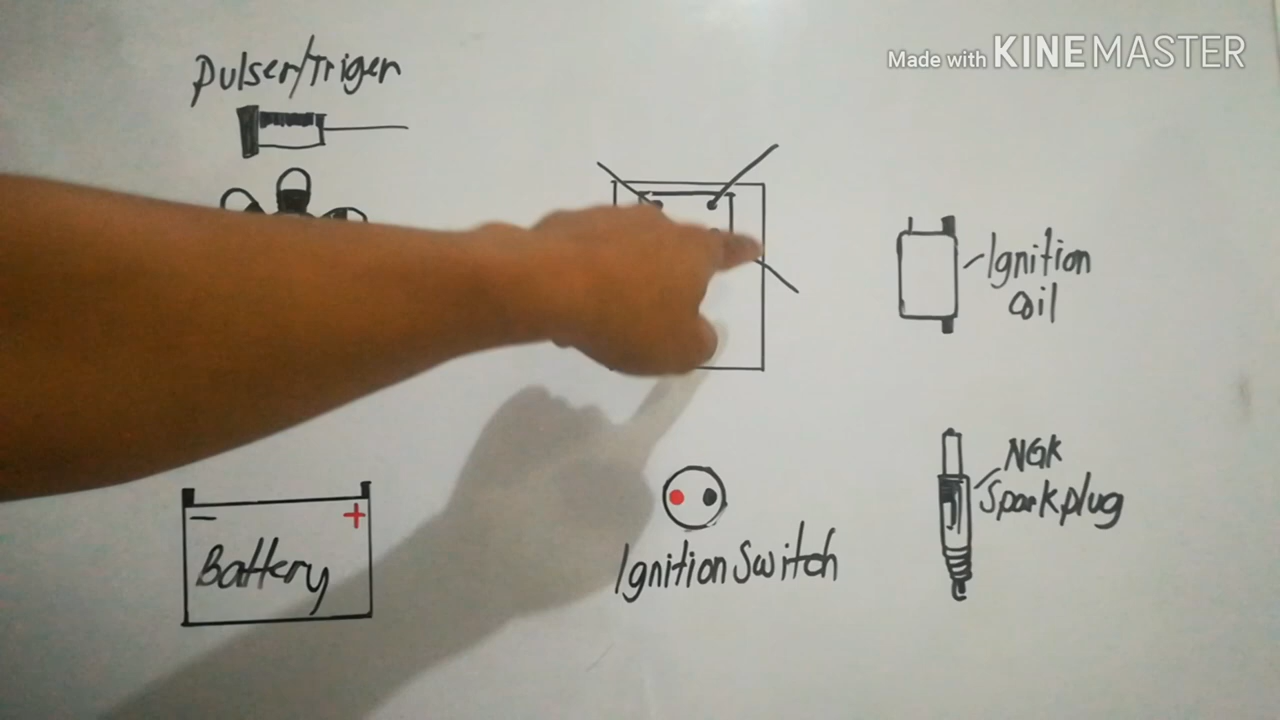 Pulser/Triger
Made with KINEMASTER
Ignition
Coil
Battery
- +
Ignition Switch
NGK
Sparkplug